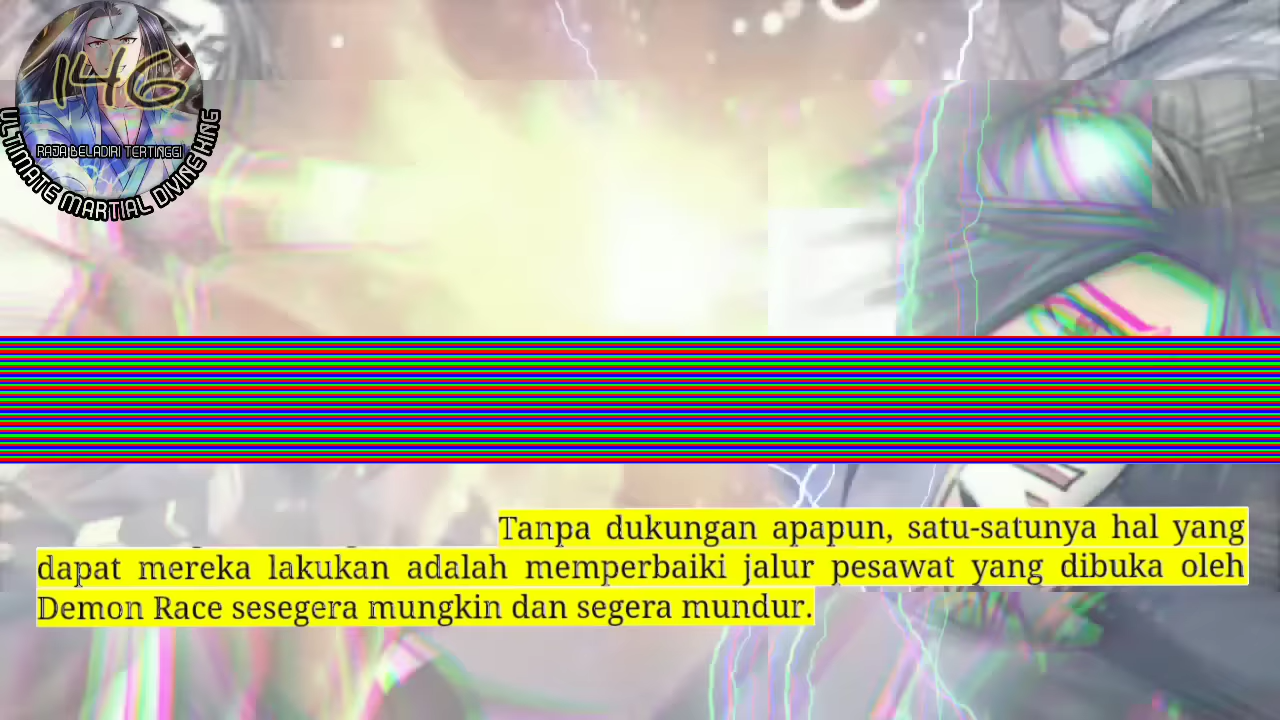 146
RAJA BELADIRI TERTINGGI
ULTIMATE MARTIAL DIVINE KING
Tanpa dukungan apapun, satu-satunya hal yang
dapat mereka lakukan adalah memperbaiki jalur pesawat yang dibuka oleh
Demon Race sesegera mungkin dan segera mundur.